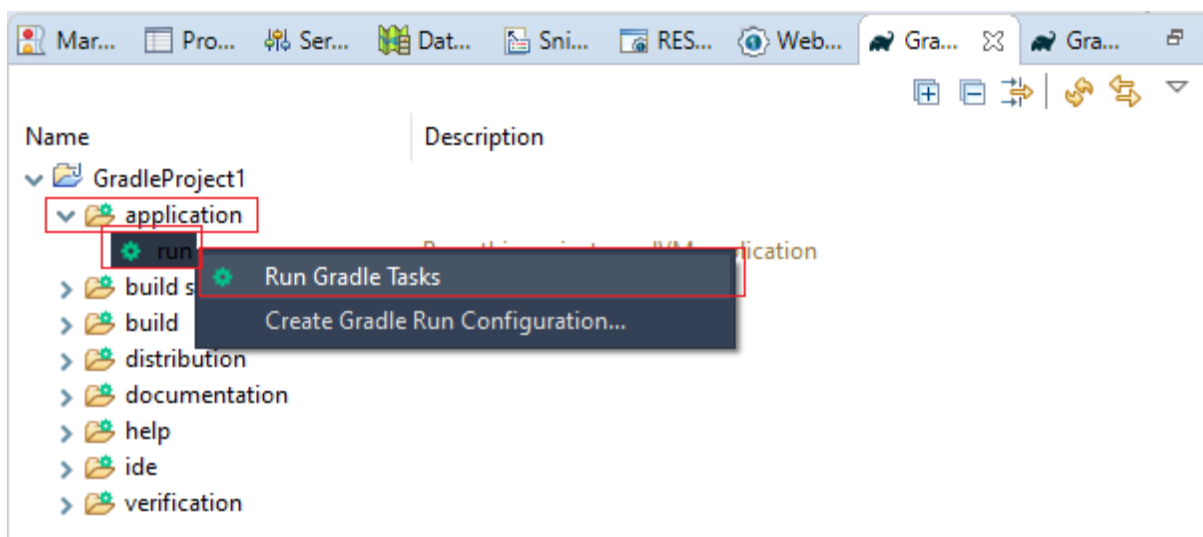 Mar... Pro... Ser... Dat... Sni... RES... Web... Gra... Gra...
Name Description
GradleProject1
application
run lication
Run Gradle Tasks
build s
Create Gradle Run Configuration...
build
distribution
documentation
help
ide
verification